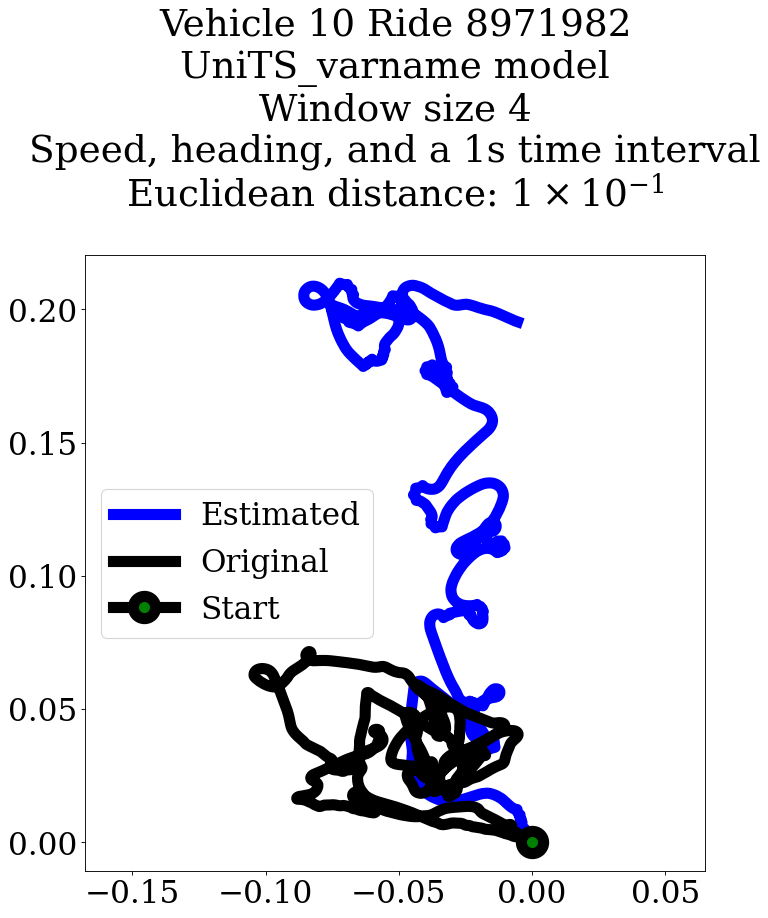 Vehicle 10 Ride 8971982
UniTS_varname model
Window size 4
Speed, heading, and a 1s time interval
Euclidean distance: 1 × 10⁻¹
0.20
0.15
0.10
0.05
0.00
Estimated
Original
Start
−0.15 −0.10 −0.05 0.00 0.05